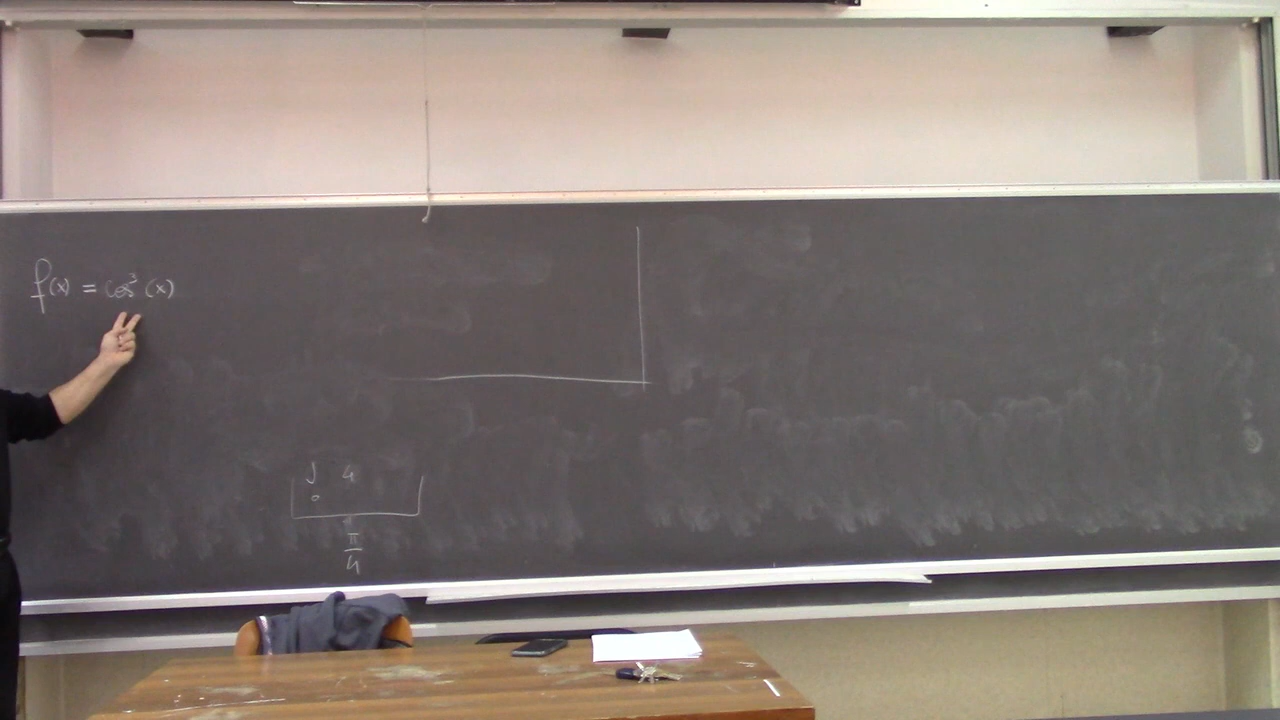 f(x) = cos³(x)
∫ 4
0
π/4